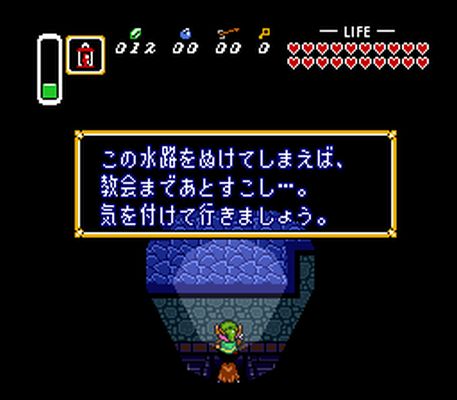 — LIFE —
012 00 00 0
この水路をぬけてしまえば、
教会まであとすこし…。
気を付けて行きましょう。